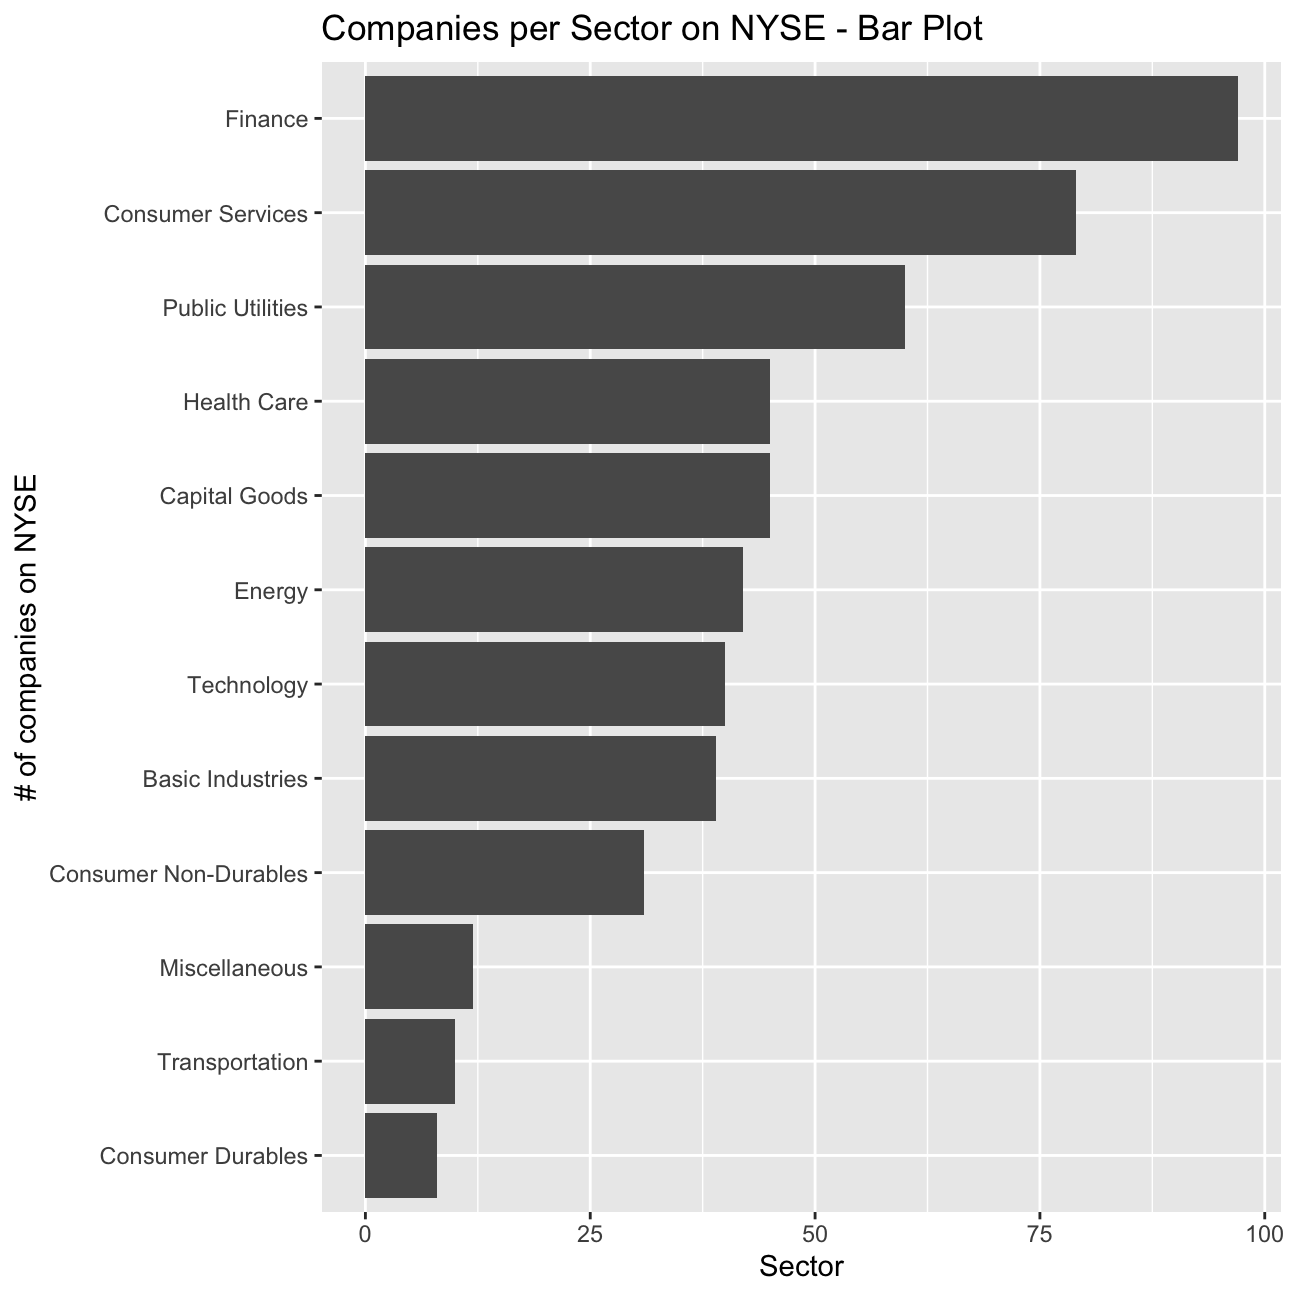 Companies per Sector on NYSE - Bar Plot
Finance
Consumer Services
Public Utilities
Health Care
Capital Goods
Energy
Technology
Basic Industries
Consumer Non-Durables
Miscellaneous
Transportation
Consumer Durables
# of companies on NYSE
0 25 50 75 100
Sector